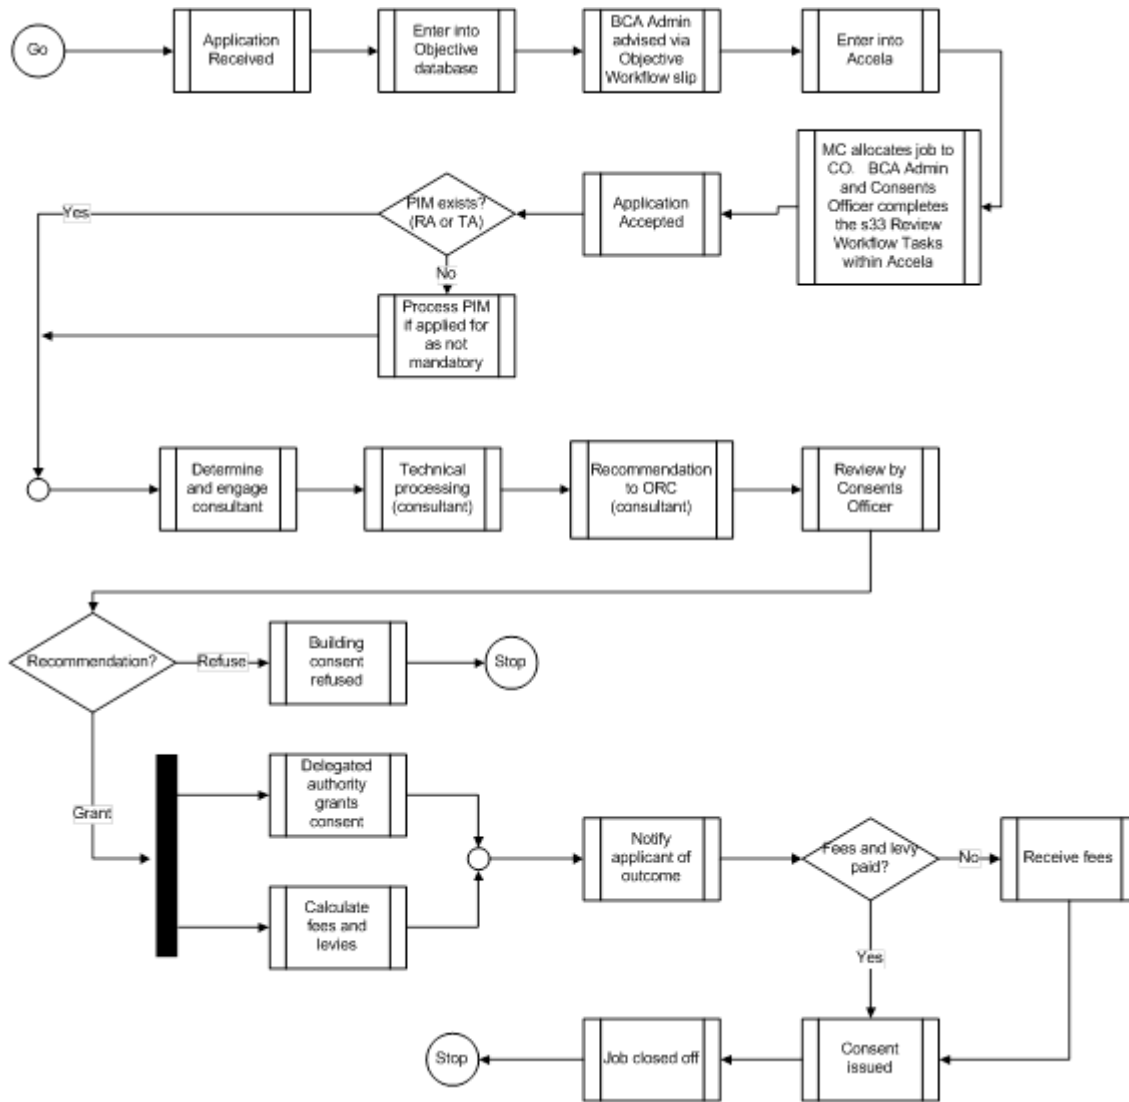 Go
Application
Received
Enter into
Objective
database
BCA Admin
advised via
Objective
Workflow slip
Enter into
Accela
MC allocates job to
CO. BCA Admin
and Consents
Officer completes
the s33 Review
Workflow Tasks
within Accela
Application
Accepted
PIM exists?
(RA or TA)
Yes
No
Process PIM
if applied for
as not
mandatory
Determine
and engage
consultant
Technical
processing
(consultant)
Recommendation
to ORC
(consultant)
Review by
Consents
Officer
Recommendation?
Refuse
Building
consent
refused
Stop
Grant
Delegated
authority
grants
consent
Calculate
fees and
levies
Notify
applicant of
outcome
Fees and levy
paid?
No
Receive fees
Yes
Consent
issued
Job closed off
Stop